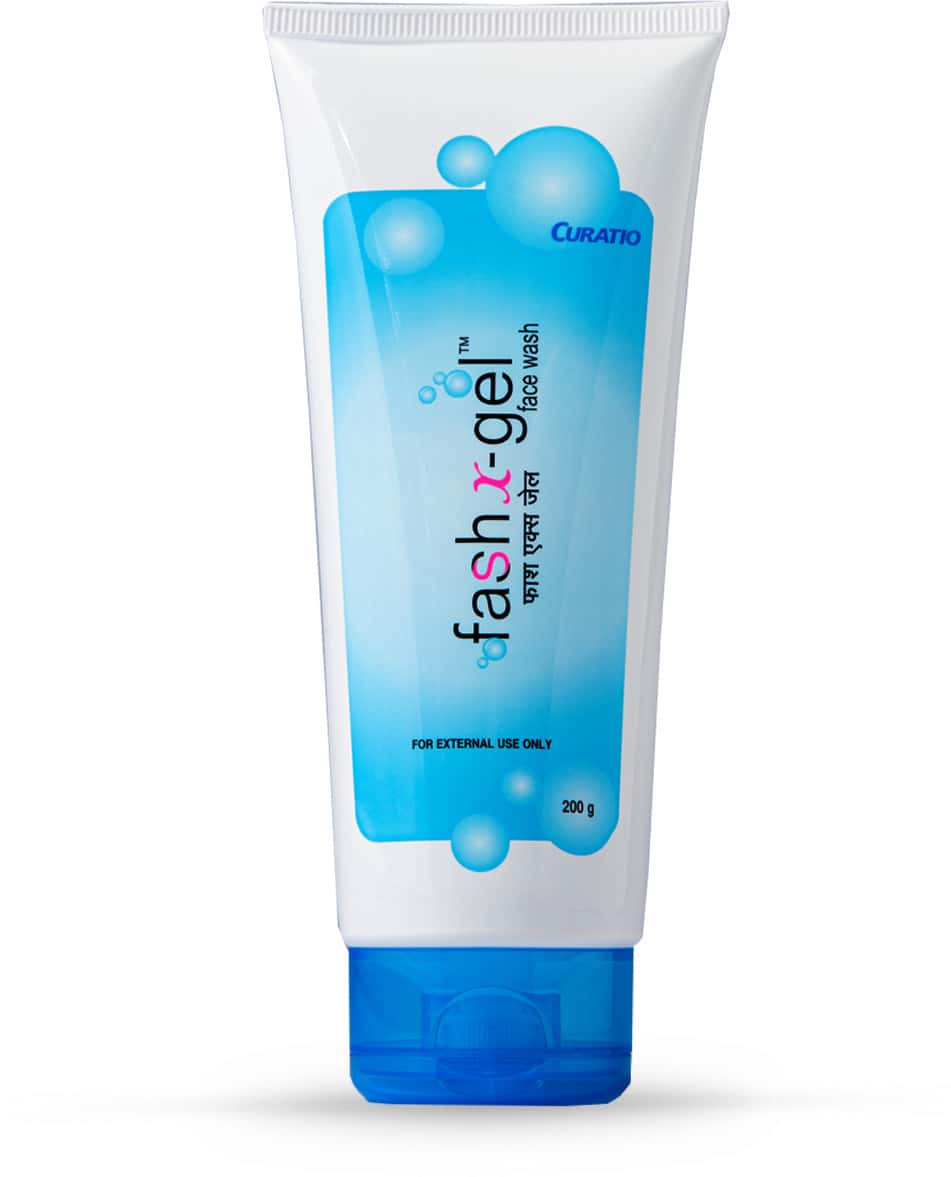 CURATIO
fash x-gel™
face wash
फाश एक्स जेल
FOR EXTERNAL USE ONLY
200 g